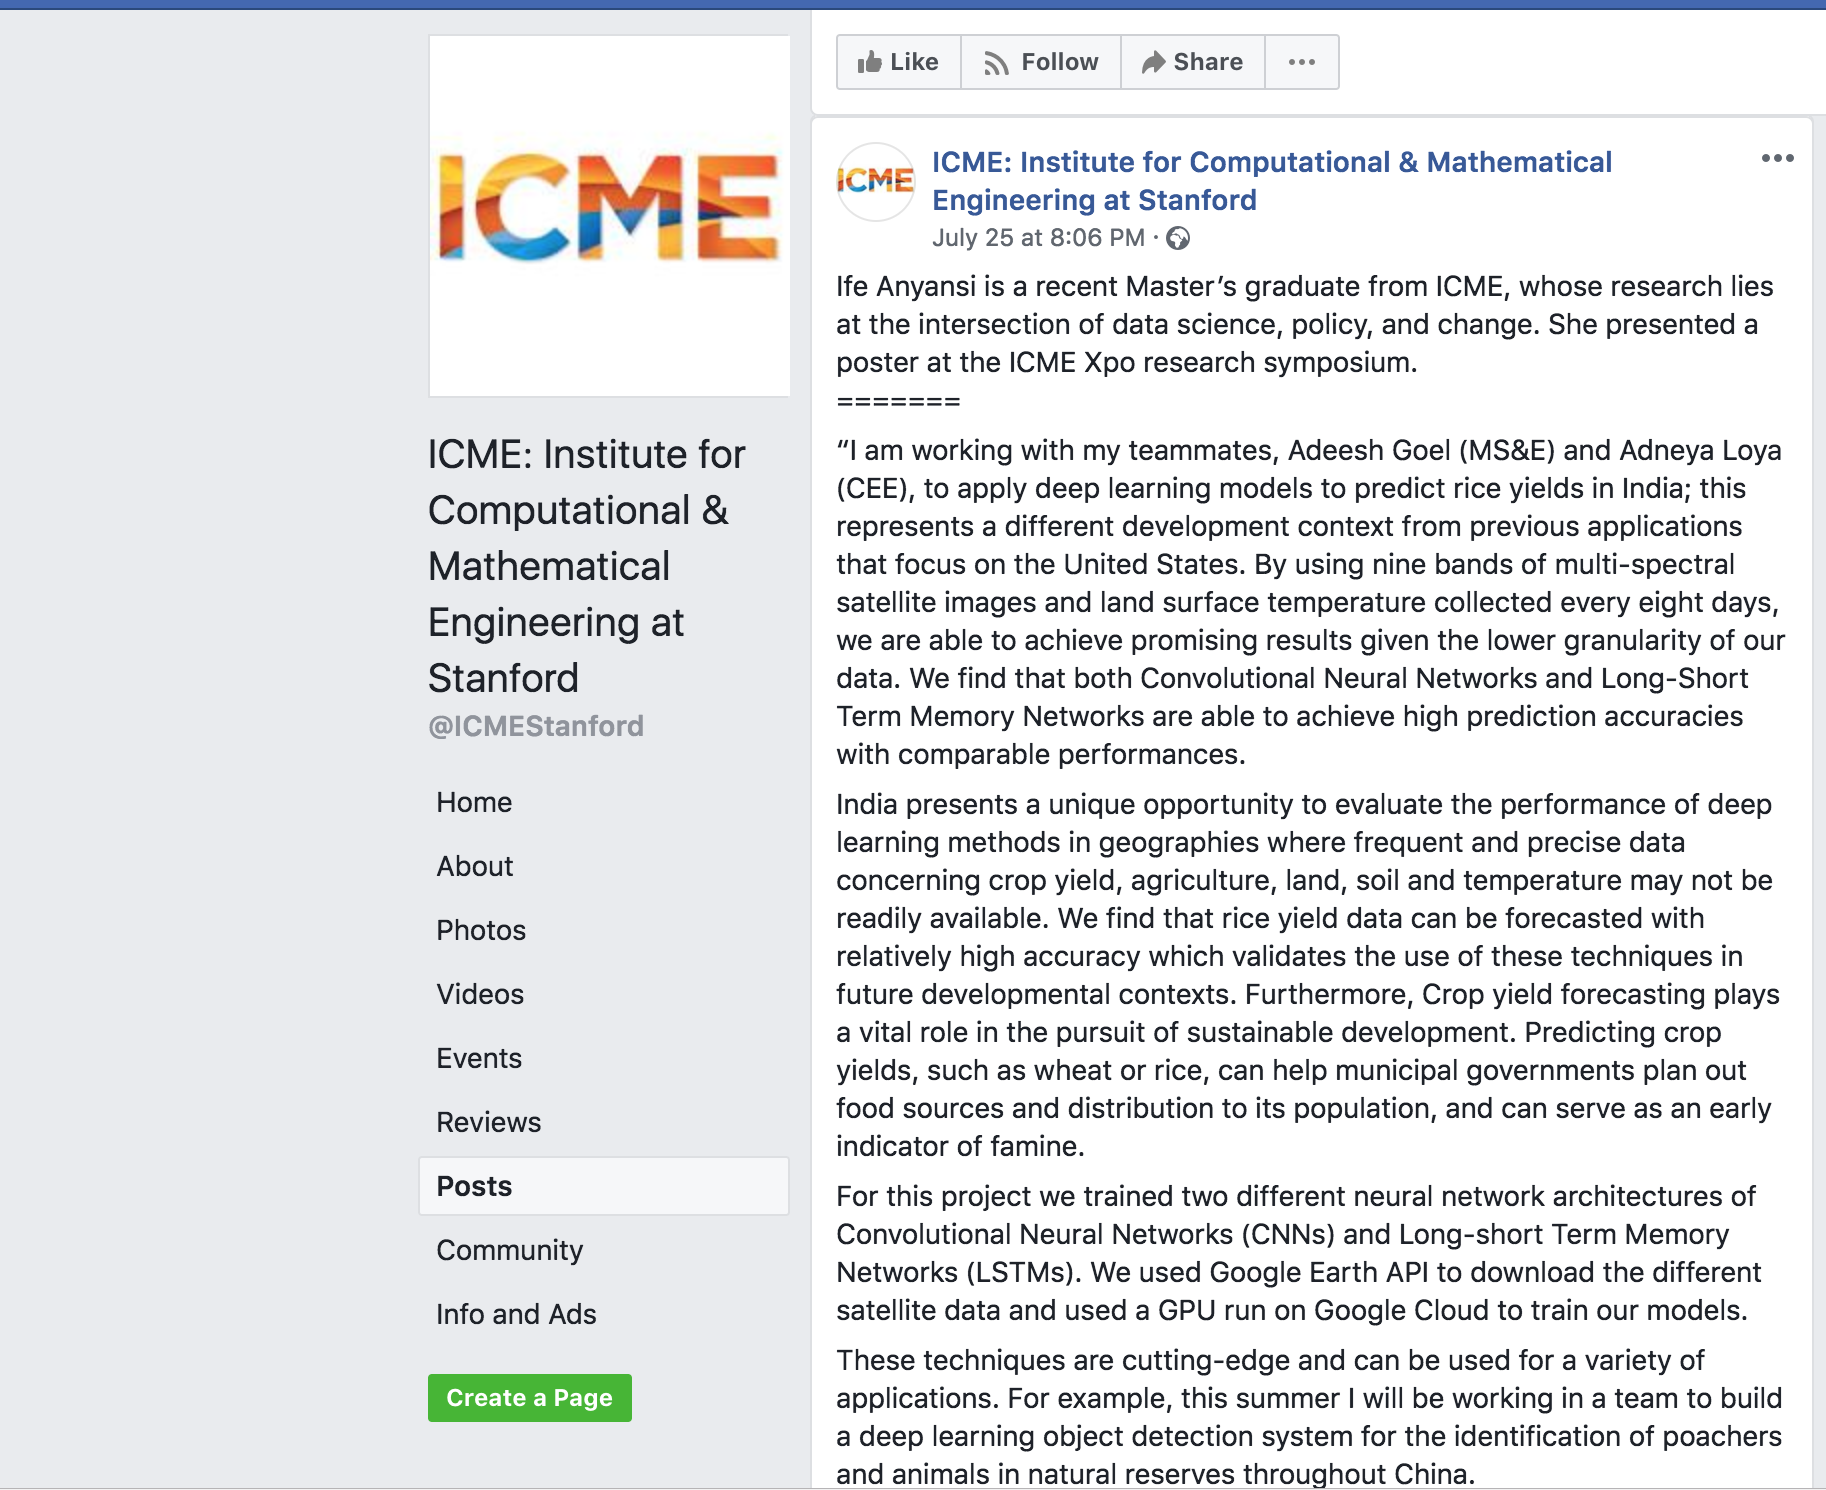 ICME
ICME: Institute for
Computational &
Mathematical
Engineering at
Stanford
@ICMEStanford
Home
About
Photos
Videos
Events
Reviews
Posts
Community
Info and Ads
Create a Page
Like
Follow
Share
ICME
ICME: Institute for Computational & Mathematical
Engineering at Stanford
July 25 at 8:06 PM ·
Ife Anyansi is a recent Master’s graduate from ICME, whose research lies
at the intersection of data science, policy, and change. She presented a
poster at the ICME Xpo research symposium.
=======
“I am working with my teammates, Adeesh Goel (MS&E) and Adneya Loya
(CEE), to apply deep learning models to predict rice yields in India; this
represents a different development context from previous applications
that focus on the United States. By using nine bands of multi-spectral
satellite images and land surface temperature collected every eight days,
we are able to achieve promising results given the lower granularity of our
data. We find that both Convolutional Neural Networks and Long-Short
Term Memory Networks are able to achieve high prediction accuracies
with comparable performances.
India presents a unique opportunity to evaluate the performance of deep
learning methods in geographies where frequent and precise data
concerning crop yield, agriculture, land, soil and temperature may not be
readily available. We find that rice yield data can be forecasted with
relatively high accuracy which validates the use of these techniques in
future developmental contexts. Furthermore, Crop yield forecasting plays
a vital role in the pursuit of sustainable development. Predicting crop
yields, such as wheat or rice, can help municipal governments plan out
food sources and distribution to its population, and can serve as an early
indicator of famine.
For this project we trained two different neural network architectures of
Convolutional Neural Networks (CNNs) and Long-short Term Memory
Networks (LSTMs). We used Google Earth API to download the different
satellite data and used a GPU run on Google Cloud to train our models.
These techniques are cutting-edge and can be used for a variety of
applications. For example, this summer I will be working in a team to build
a deep learning object detection system for the identification of poachers
and animals in natural reserves throughout China.